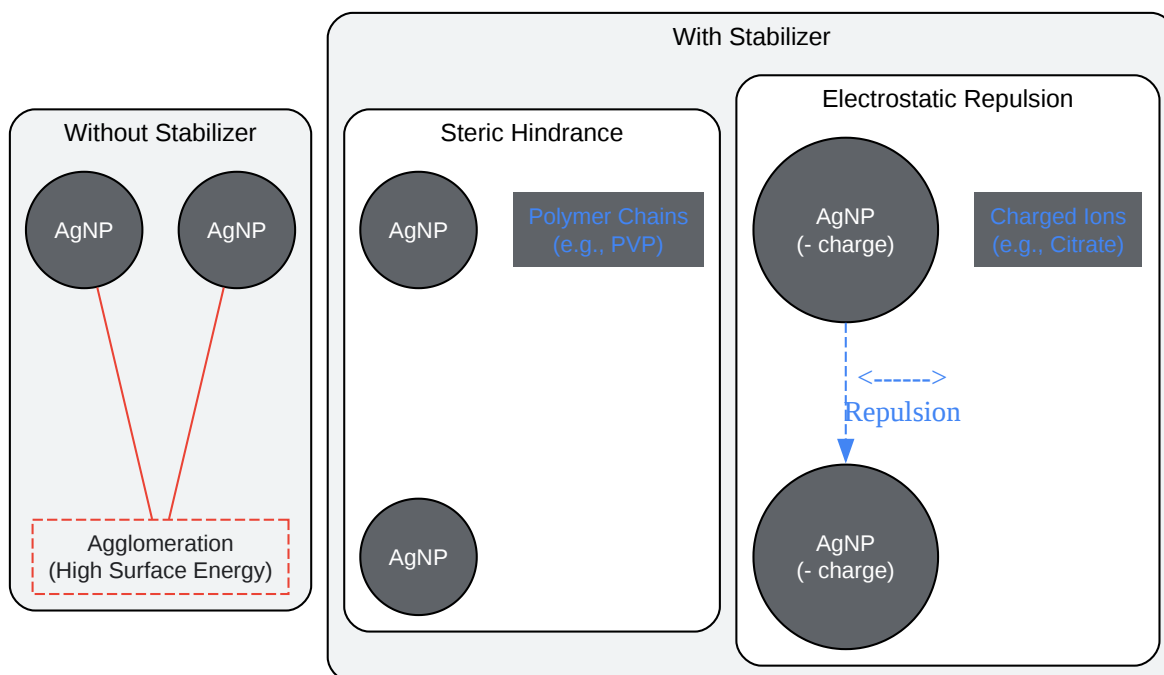 With Stabilizer
Without Stabilizer
AgNP
AgNP
Agglomeration
(High Surface Energy)
Steric Hindrance
AgNP
Polymer Chains
(e.g., PVP)
AgNP
Electrostatic Repulsion
AgNP
(- charge)
Charged Ions
(e.g., Citrate)
<------>
Repulsion
AgNP
(- charge)